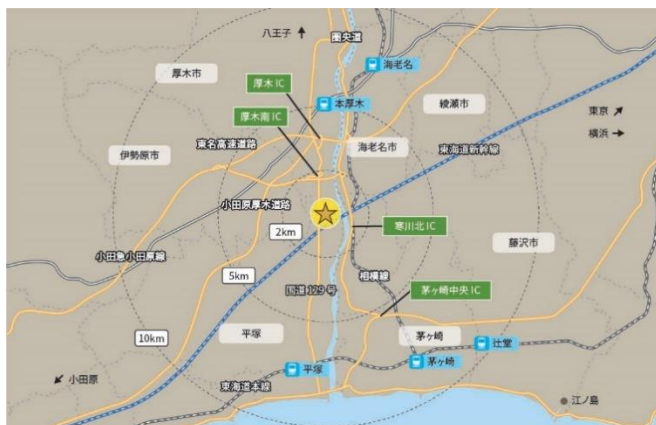 八王子
圏央道
海老名
厚木市
厚木 IC
本厚木
綾瀬市
厚木南 IC
東京
横浜
東名高速道路
海老名市
東海道新幹線
伊勢原市
小田原厚木道路
2km
寒川北 IC
藤沢市
小田急小田原線
5km
相模線
国道 129 号
茅ヶ崎中央 IC
10km
平塚
茅ヶ崎
辻堂
平塚
茅ヶ崎
小田原
東海道本線
江ノ島